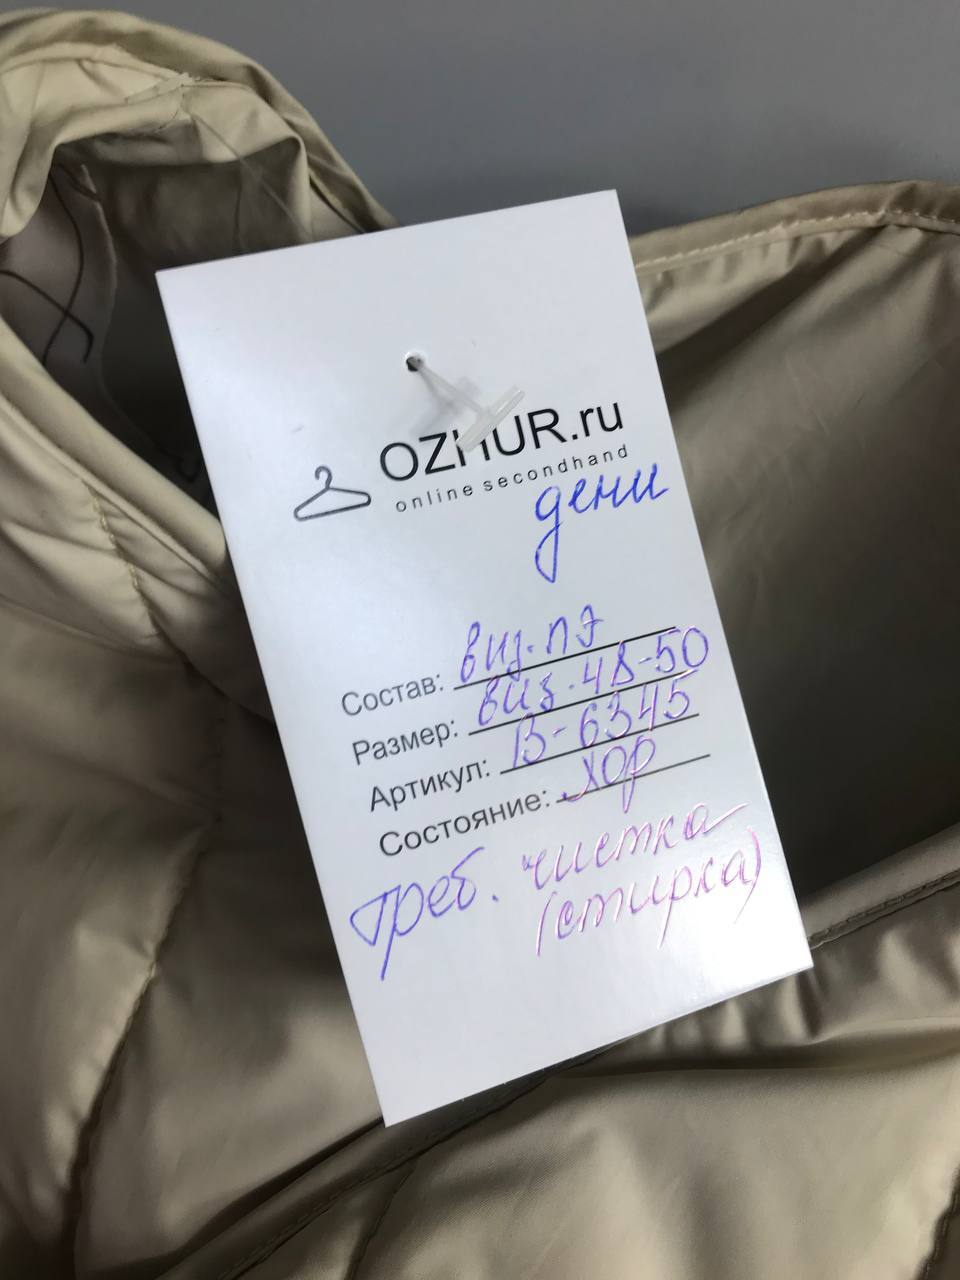 OZHUR.ru
online secondhand
дени
Состав: виз. пэ
Размер: виз. 48-50
Артикул: В-6345
Состояние: хор
треб. чистка
(стирка)